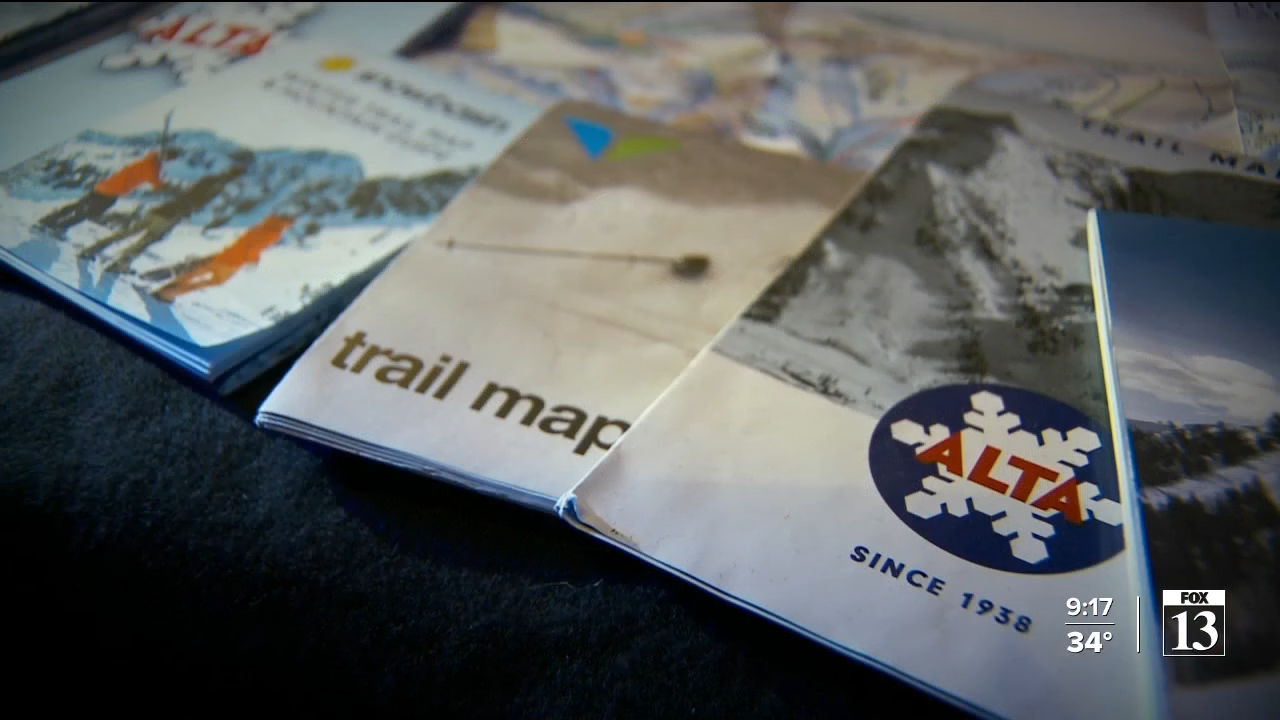 ALTA
trail map
TRAIL MA
ALTA
SINCE 1938
9:17
34°
FOX
13